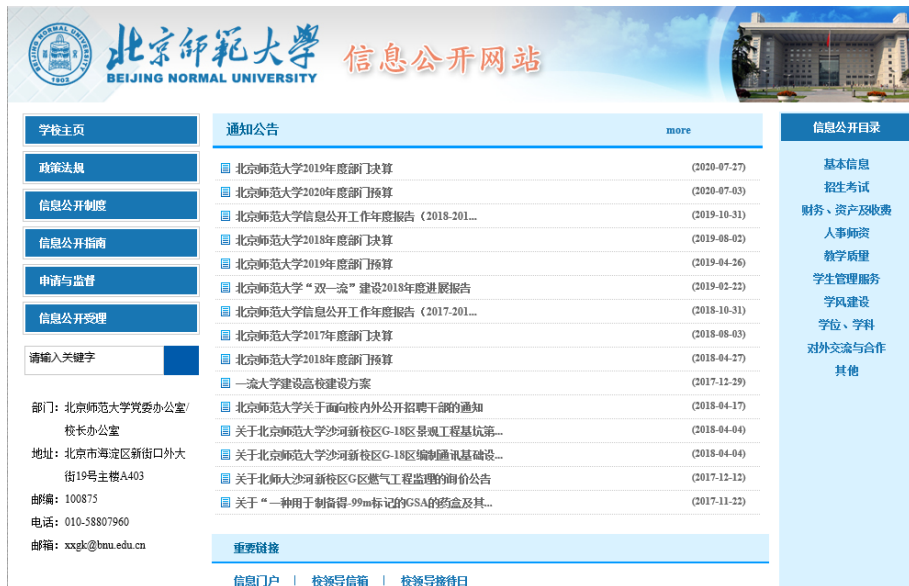 北京師範大學
BEIJING NORMAL UNIVERSITY
信息公开网站
BEIJING NORMAL UNIVERSITY
1902
学校主页
政策法规
信息公开制度
信息公开指南
申请与监督
信息公开受理
请输入关键字
部门：北京师范大学党委办公室/
校长办公室
地址：北京市海淀区新街口外大
街19号主楼A403
邮编：100875
电话：010-58807960
邮箱：xxgk@bnu.edu.cn
通知公告 more
北京师范大学2019年度部门决算 (2020-07-27)
北京师范大学2020年度部门预算 (2020-07-03)
北京师范大学信息公开工作年度报告（2018-201... (2019-10-31)
北京师范大学2018年度部门决算 (2019-08-02)
北京师范大学2019年度部门预算 (2019-04-26)
北京师范大学“双一流”建设2018年度进展报告 (2019-02-22)
北京师范大学信息公开工作年度报告（2017-201... (2018-10-31)
北京师范大学2017年度部门决算 (2018-08-03)
北京师范大学2018年度部门预算 (2018-04-27)
一流大学建设高校建设方案 (2017-12-29)
北京师范大学关于面向校内外公开招聘干部的通知 (2018-04-17)
关于北京师范大学沙河新校区G-18区景观工程基坑第... (2018-04-04)
关于北京师范大学沙河新校区G-18区编制通讯基础设... (2018-04-04)
关于北师大沙河新校区G区燃气工程监理的询价公告 (2017-12-12)
关于“一种用于制备得-99m标记的GSA的药盒及其... (2017-11-22)
重要链接
信息门户 | 校领导信箱 | 校领导接待日
信息公开目录
基本信息
招生考试
财务、资产及收费
人事师资
教学质量
学生管理服务
学风建设
学位、学科
对外交流与合作
其他